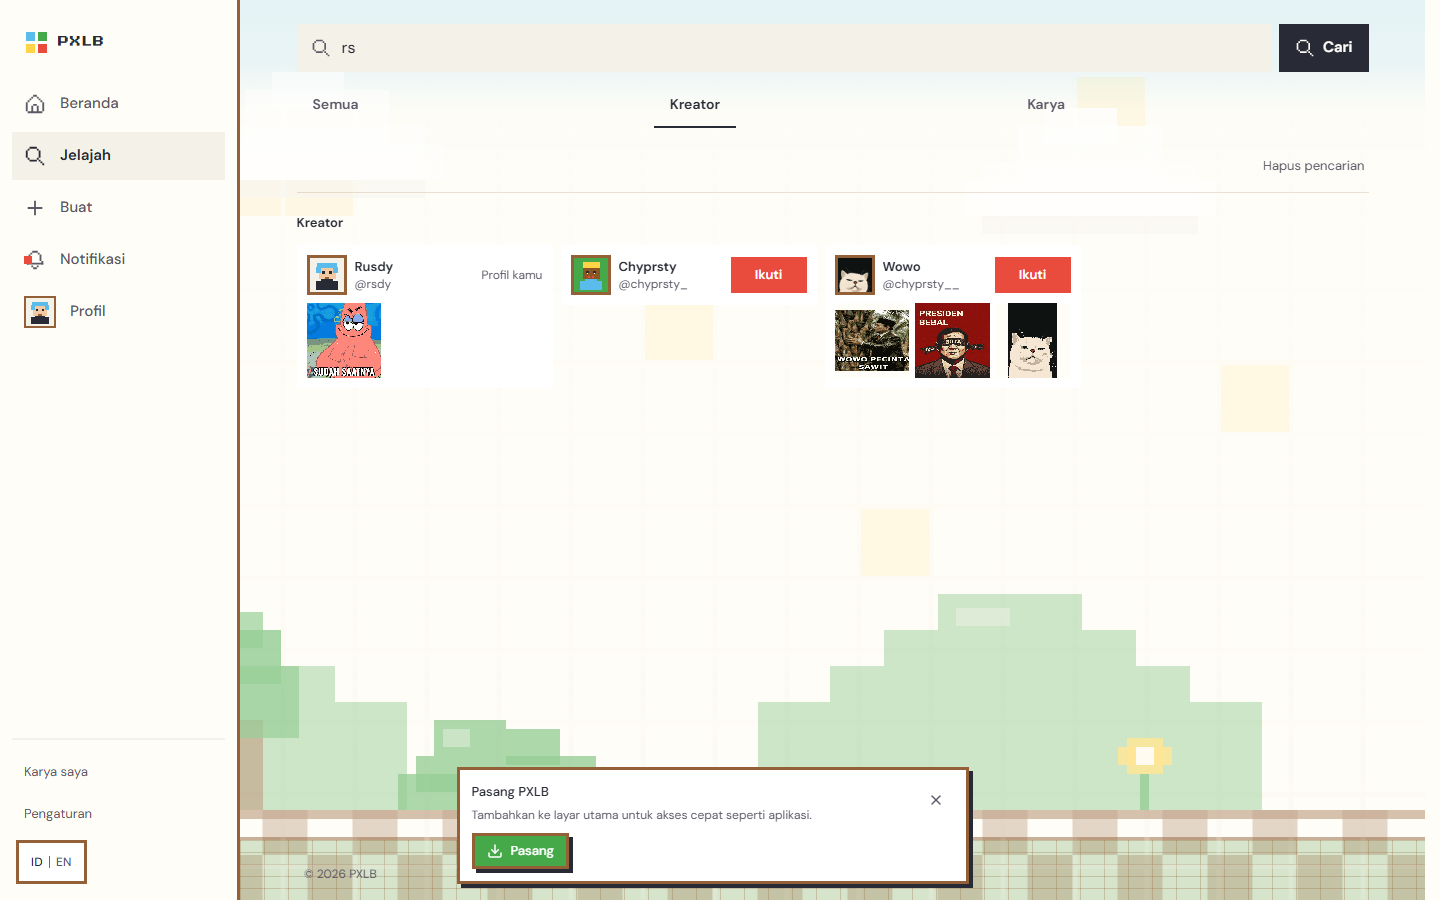 PXLB
Beranda
Jelajah
Buat
Notifikasi
Profil
Karya saya
Pengaturan
ID | EN
rs
Cari
Semua
Kreator
Karya
Hapus pencarian
Kreator
Rusdy
@rsdy
Profil kamu
SUDAH SAATNYA
Chyprsty
@chyprsty_
Ikuti
Wowo
@chyprsty__
Ikuti
WOWO PECINTA
SAWIT
PRESIDEN
BEBAL
Pasang PXLB
Tambahkan ke layar utama untuk akses cepat seperti aplikasi.
Pasang
© 2026 PXLB